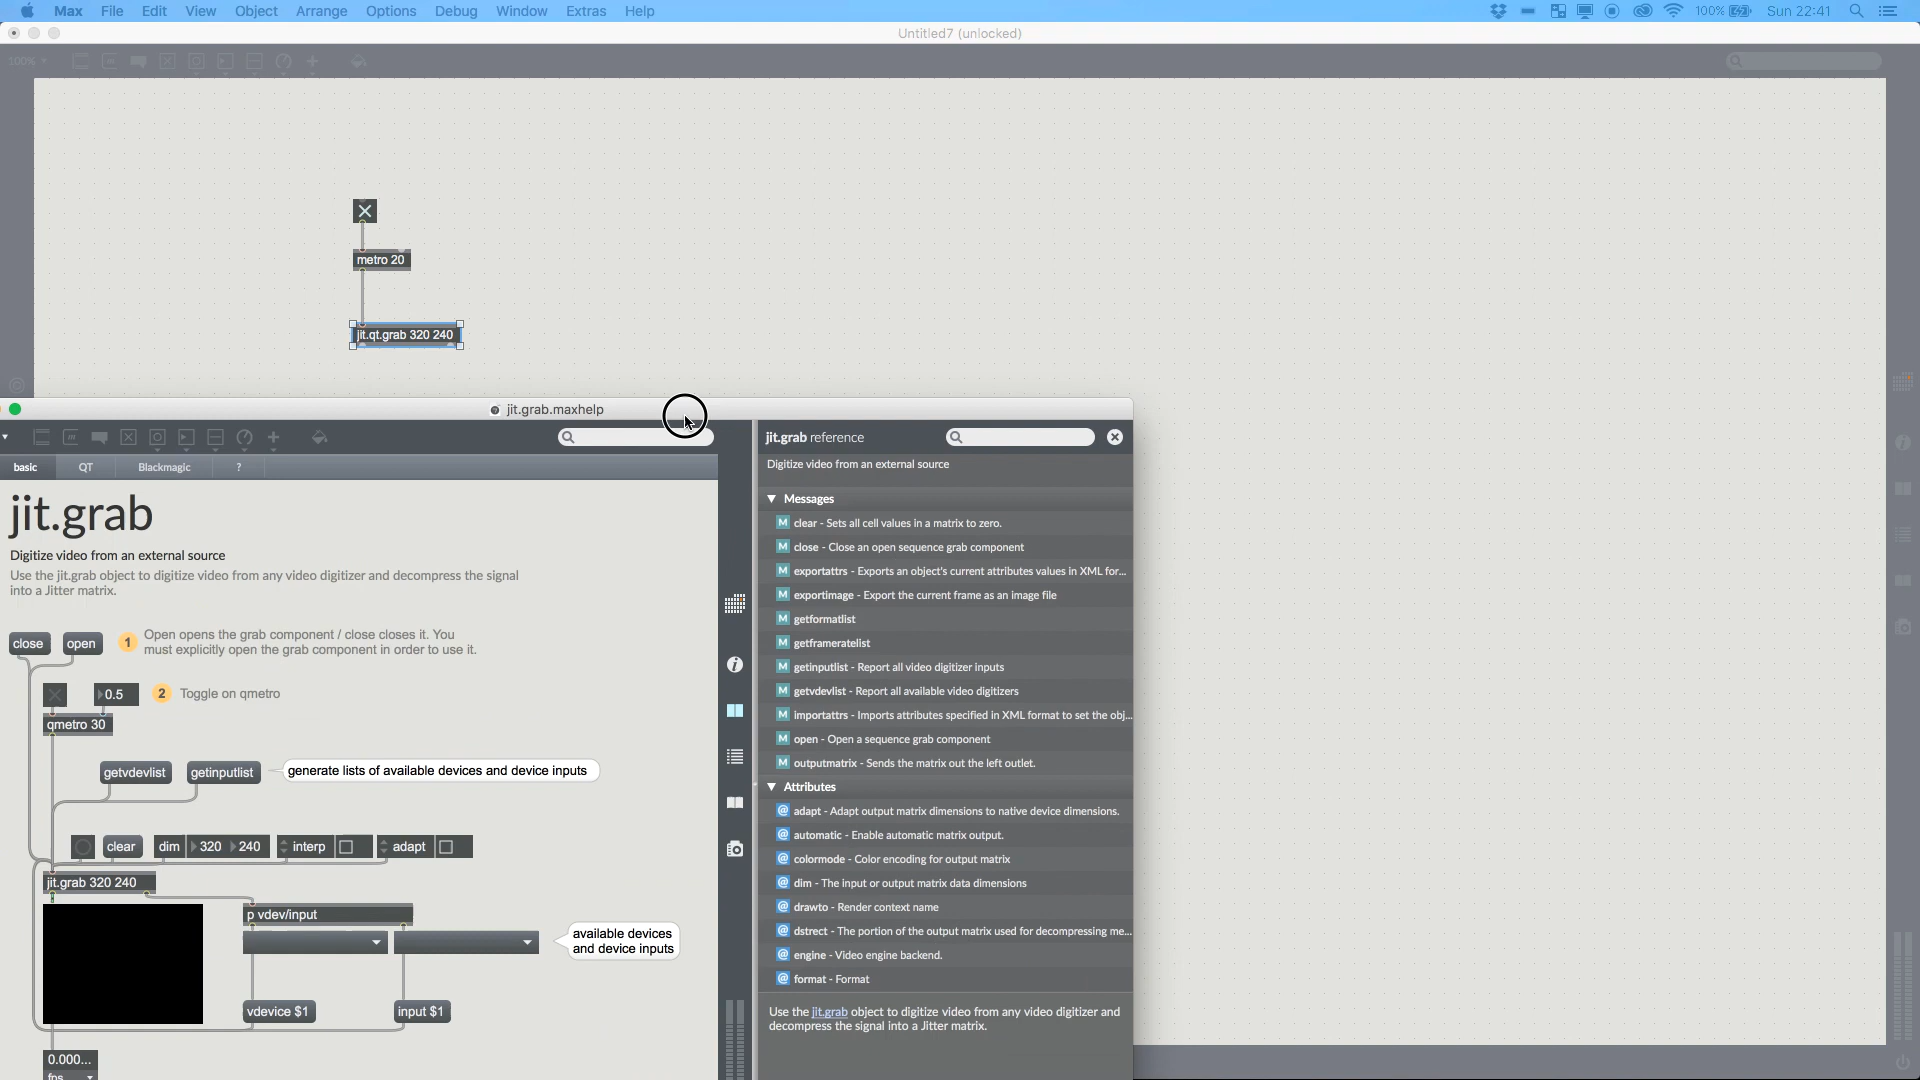 Max File Edit View Object Arrange Options Debug Window Extras Help
100% Sun 22:41
Untitled7 (unlocked)
100%
metro 20
jit.qt.grab 320 240
jit.grab.maxhelp
jit.grab reference
basic QT Blackmagic ?
Digitize video from an external source
jit.grab
Digitize video from an external source
Use the jit.grab object to digitize video from any video digitizer and decompress the signal
into a Jitter matrix.
close open 1 Open opens the grab component / close closes it. You
must explicitly open the grab component in order to use it.
0.5 2 Toggle on qmetro
qmetro 30
getvdevlist getinputlist generate lists of available devices and device inputs
clear dim 320 240 interp adapt
jit.grab 320 240
p vdev/input
available devices
and device inputs
vdevice $1 input $1
0.000...
fps
Messages
M clear - Sets all cell values in a matrix to zero.
M close - Close an open sequence grab component
M exportattrs - Exports an object's current attributes values in XML for...
M exportimage - Export the current frame as an image file
M getformatlist
M getframeratelist
M getinputlist - Report all video digitizer inputs
M getvdevlist - Report all available video digitizers
M importattrs - Imports attributes specified in XML format to set the obj...
M open - Open a sequence grab component
M outputmatrix - Sends the matrix out the left outlet.
Attributes
@ adapt - Adapt output matrix dimensions to native device dimensions.
@ automatic - Enable automatic matrix output.
@ colormode - Color encoding for output matrix
@ dim - The input or output matrix data dimensions
@ drawto - Render context name
@ dstrect - The portion of the output matrix used for decompressing me...
@ engine - Video engine backend.
@ format - Format
Use the jit.grab object to digitize video from any video digitizer and
decompress the signal into a Jitter matrix.